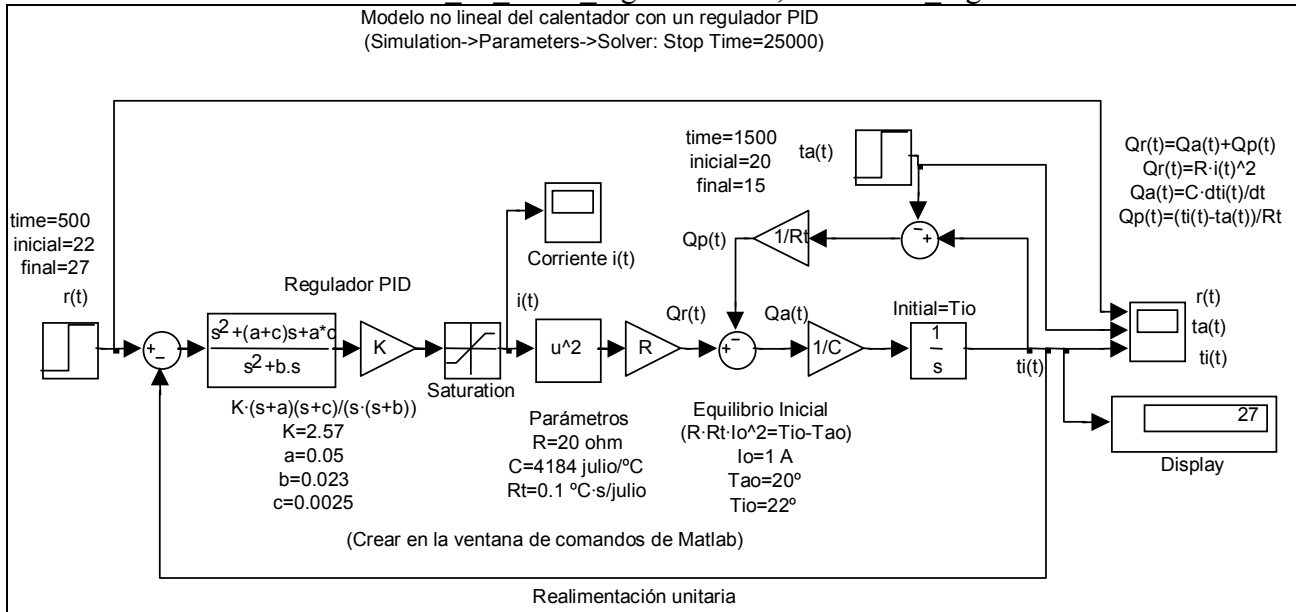 Modelo no lineal del calentador con un regulador PID
(Simulation->Parameters->Solver: Stop Time=25000)
time=1500
inicial=20
final=15
ta(t)
Qr(t)=Qa(t)+Qp(t)
Qr(t)=R·i(t)^2
Qa(t)=C·dti(t)/dt
Qp(t)=(ti(t)-ta(t))/Rt
time=500
inicial=22
final=27
r(t)
Corriente i(t)
Qp(t)
1/Rt
Regulador PID
i(t)
Qr(t)
Qa(t)
Initial=Tio
r(t)
ta(t)
ti(t)
s2+(a+c)s+a*c
s2+b.s
K
Saturation
u^2
R
1/C
1
s
ti(t)
K·(s+a)(s+c)/(s·(s+b))
K=2.57
a=0.05
b=0.023
c=0.0025
Parámetros
R=20 ohm
C=4184 julio/ºC
Rt=0.1 ºC·s/julio
Equilibrio Inicial
(R·Rt·Io^2=Tio-Tao)
Io=1 A
Tao=20º
Tio=22º
27
Display
(Crear en la ventana de comandos de Matlab)
Realimentación unitaria